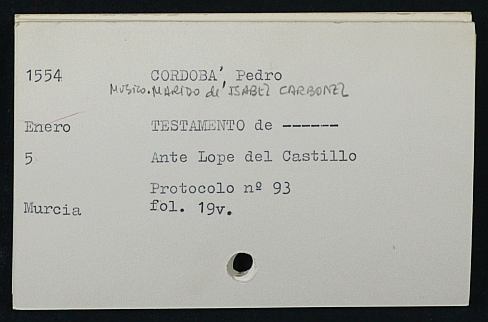 1554 CORDOBA', Pedro
MUSICO. MARIDO de ISABEL CARBONEL
Enero TESTAMENTO de ------
5 Ante Lope del Castillo
Protocolo nº 93
Murcia fol. 19v.